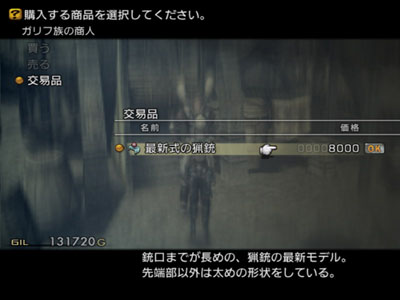 購入する商品を選択してください。
ガリフ族の商人
買う
売る
交易品
交易品
名前 価格
最新式の猟銃 00008000 OK
GIL 131720 G
銃口までが長めの、猟銃の最新モデル。
先端部以外は太めの形状をしている。